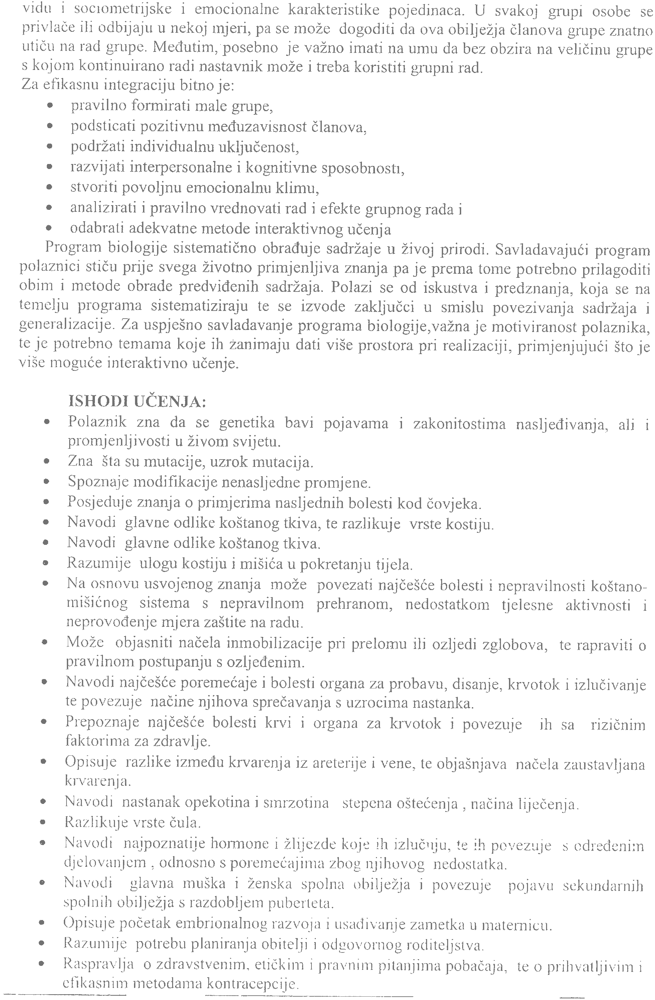 vidu i sociometrijske i emocionalne karakteristike pojedinaca. U svakoj grupi osobe se
privlače ili odbijaju u nekoj mjeri, pa se može dogoditi da ova obilježja članova grupe znatno
utiču na rad grupe. Međutim, posebno je važno imati na umu da bez obzira na veličinu grupe
s kojom kontinuirano radi nastavnik može i treba koristiti grupni rad.
Za efikasnu integraciju bitno je:
• pravilno formirati male grupe,
• podsticati pozitivnu međuzavisnost članova,
• podržati individualnu uključenost,
• razvijati interpersonalne i kognitivne sposobnosti,
• stvoriti povoljnu emocionalnu klimu,
• analizirati i pravilno vrednovati rad i efekte grupnog rada i
• odabrati adekvatne metode interaktivnog učenja
Program biologije sistematično obrađuje sadržaje u živoj prirodi. Savladavajući program
polaznici stiču prije svega životno primjenljiva znanja pa je prema tome potrebno prilagoditi
obim i metode obrade predviđenih sadržaja. Polazi se od iskustva i predznanja, koja se na
temelju programa sistematiziraju te se izvode zaključci u smislu povezivanja sadržaja i
generalizacije. Za uspješno savladavanje programa biologije,važna je motiviranost polaznika,
te je potrebno temama koje ih zanimaju dati više prostora pri realizaciji, primjenjujući što je
više moguće interaktivno učenje.
ISHODI UČENJA:
• Polaznik zna da se genetika bavi pojavama i zakonitostima nasljeđivanja, ali i
promjenljivosti u živom svijetu.
• Zna šta su mutacije, uzrok mutacija.
• Spoznaje modifikacije nenasljedne promjene.
• Posjeduje znanja o primjerima nasljednih bolesti kod čovjeka.
• Navodi glavne odlike koštanog tkiva, te razlikuje vrste kostiju.
• Navodi glavne odlike koštanog tkiva.
• Razumije ulogu kostiju i mišića u pokretanju tijela.
• Na osnovu usvojenog znanja može povezati najčešće bolesti i nepravilnosti koštano-
mišićnog sistema s nepravilnom prehranom, nedostatkom tjelesne aktivnosti i
neprovođenje mjera zaštite na radu.
• Može objasniti načela inmobilizacije pri prelomu ili ozljedi zglobova, te rapraviti o
pravilnom postupanju s ozljeđenim.
• Navodi najčešće poremećaje i bolesti organa za probavu, disanje, krvotok i izlučivanje
te povezuje načine njihova sprečavanja s uzrocima nastanka.
• Prepoznaje najčešće bolesti krvi i organa za krvotok i povezuje ih sa rizičnim
faktorima za zdravlje.
• Opisuje razlike između krvarenja iz areterije i vene, te objašnjava načela zaustavljana
krvarenja.
• Navodi nastanak opekotina i smrzotina stepena oštećenja , načina liječenja.
• Razlikuje vrste čula.
• Navodi najpoznatije hormone i žlijezde koje ih izlučuju, te ih povezuje s određenim
djelovanjem , odnosno s poremećajima zbog njihovog nedostatka.
• Navodi glavna muška i ženska spolna obilježja i povezuje pojavu sekundarnih
spolnih obilježja s razdobljem puberteta.
• Opisuje početak embrionalnog razvoja i usađivanje zametka u maternicu.
• Razumije potrebu planiranja obitelji i odgovornog roditeljstva.
• Raspravlja o zdravstvenim, etičkim i pravnim pitanjima pobačaja, te o prihvatljivim i
efikasnim metodama kontracepcije.